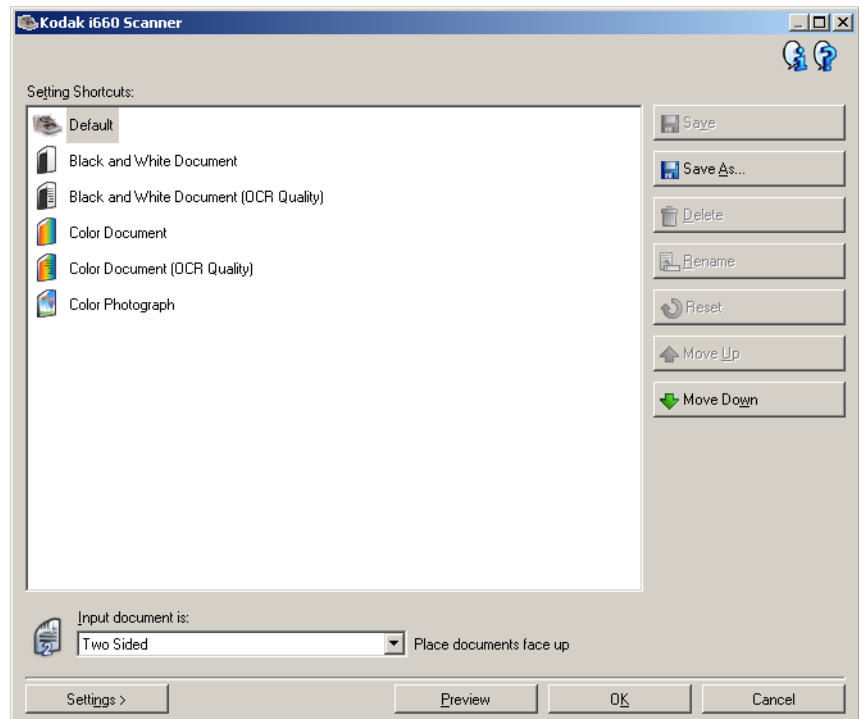 Kodak i660 Scanner
Setting Shortcuts:
Default
Black and White Document
Black and White Document (OCR Quality)
Color Document
Color Document (OCR Quality)
Color Photograph
Save
Save As...
Delete
Rename
Reset
Move Up
Move Down
Input document is:
2
Two Sided
Place documents face up
Settings >
Preview
OK
Cancel